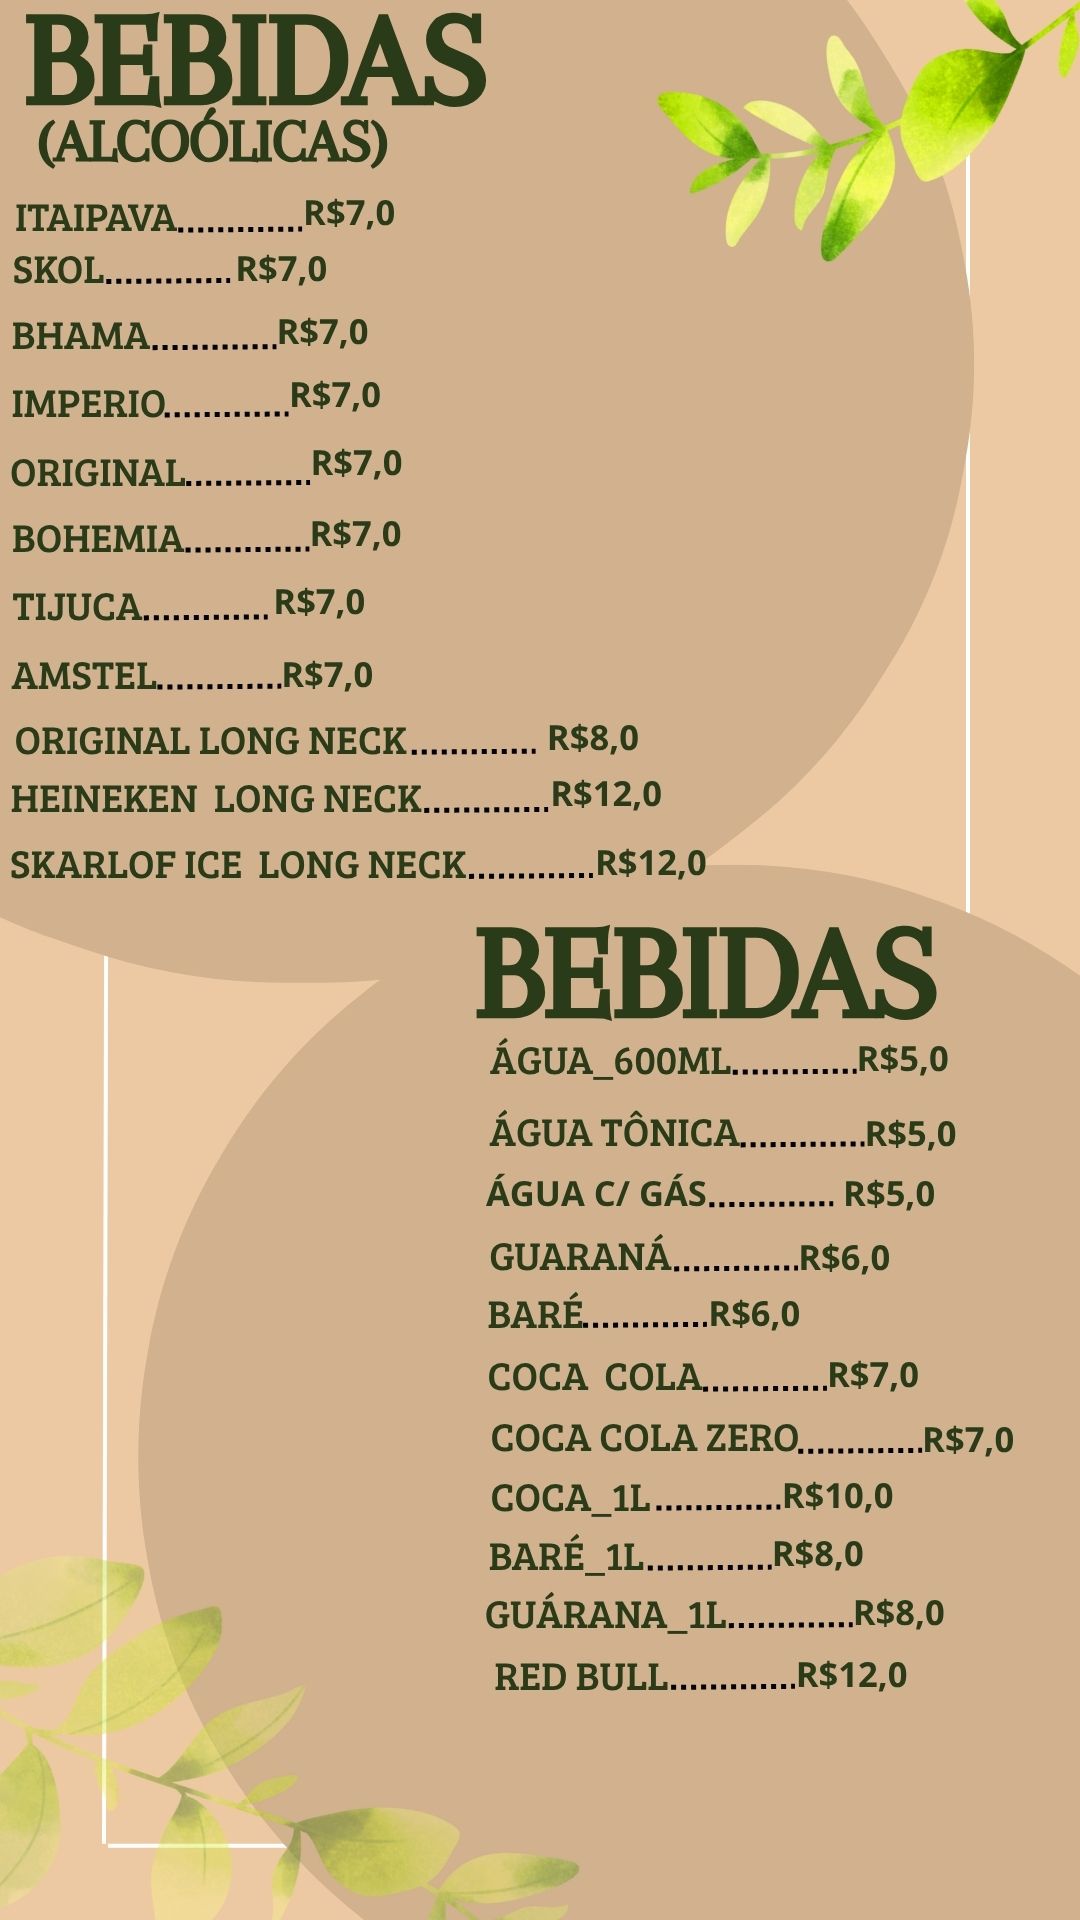 BEBIDAS
(ALCOÓLICAS)
ITAIPAVA............R$7,0
SKOL............R$7,0
BHAMA............R$7,0
IMPERIO............R$7,0
ORIGINAL............R$7,0
BOHEMIA............R$7,0
TIJUCA............R$7,0
AMSTEL............R$7,0
ORIGINAL LONG NECK............R$8,0
HEINEKEN LONG NECK............R$12,0
SKARLOF ICE LONG NECK............R$12,0
BEBIDAS
ÁGUA_600ML............R$5,0
ÁGUA TÔNICA............R$5,0
ÁGUA C/ GÁS............R$5,0
GUARANÁ............R$6,0
BARÉ............R$6,0
COCA COLA............R$7,0
COCA COLA ZERO............R$7,0
COCA_1L............R$10,0
BARÉ_1L............R$8,0
GUÁRANA_1L............R$8,0
RED BULL............R$12,0